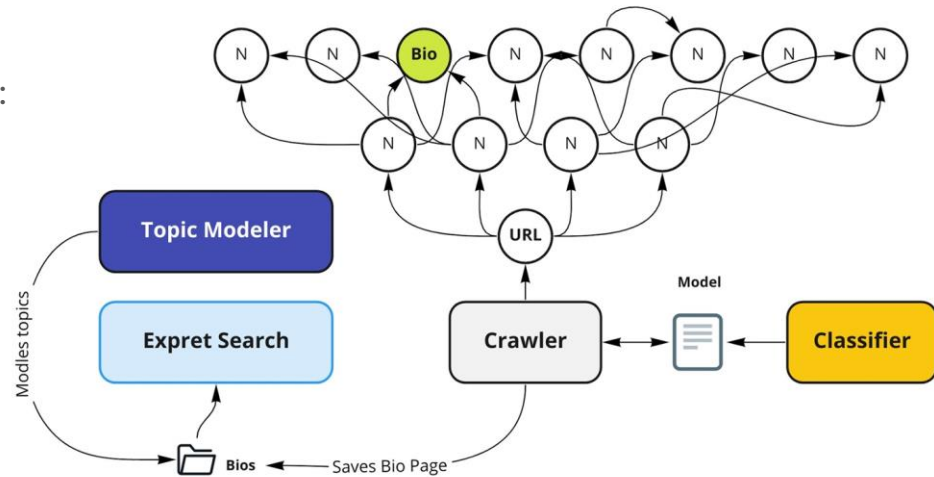 N N Bio N N N N N
:
N N N N
Topic Modeler
URL
Model
Modles topics
Expret Search
Crawler
Classifier
Bios
Saves Bio Page